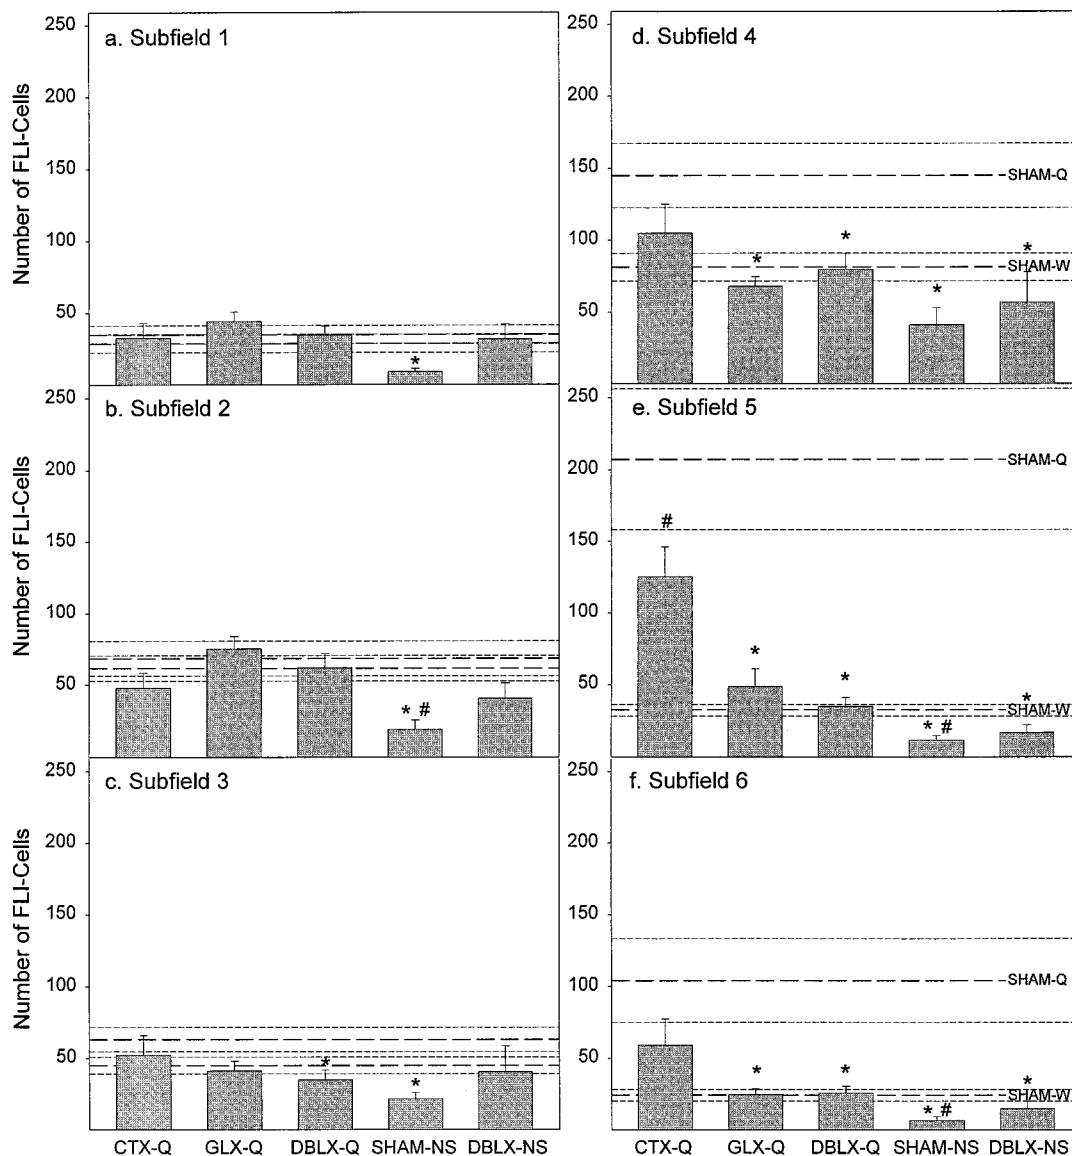 a. Subfield 1
250
200
150
100
50
*
Number of FLI-Cells
b. Subfield 2
250
200
150
100
50
* #
Number of FLI-Cells
c. Subfield 3
250
200
150
100
50
*
*
Number of FLI-Cells
CTX-Q GLX-Q DBLX-Q SHAM-NS DBLX-NS
d. Subfield 4
250
200
150
100
50
SHAM-Q
SHAM-W
* * * *
e. Subfield 5
250
200
150
100
50
SHAM-Q
SHAM-W
# * * * # *
f. Subfield 6
250
200
150
100
50
SHAM-Q
SHAM-W
* * * # *
CTX-Q GLX-Q DBLX-Q SHAM-NS DBLX-NS